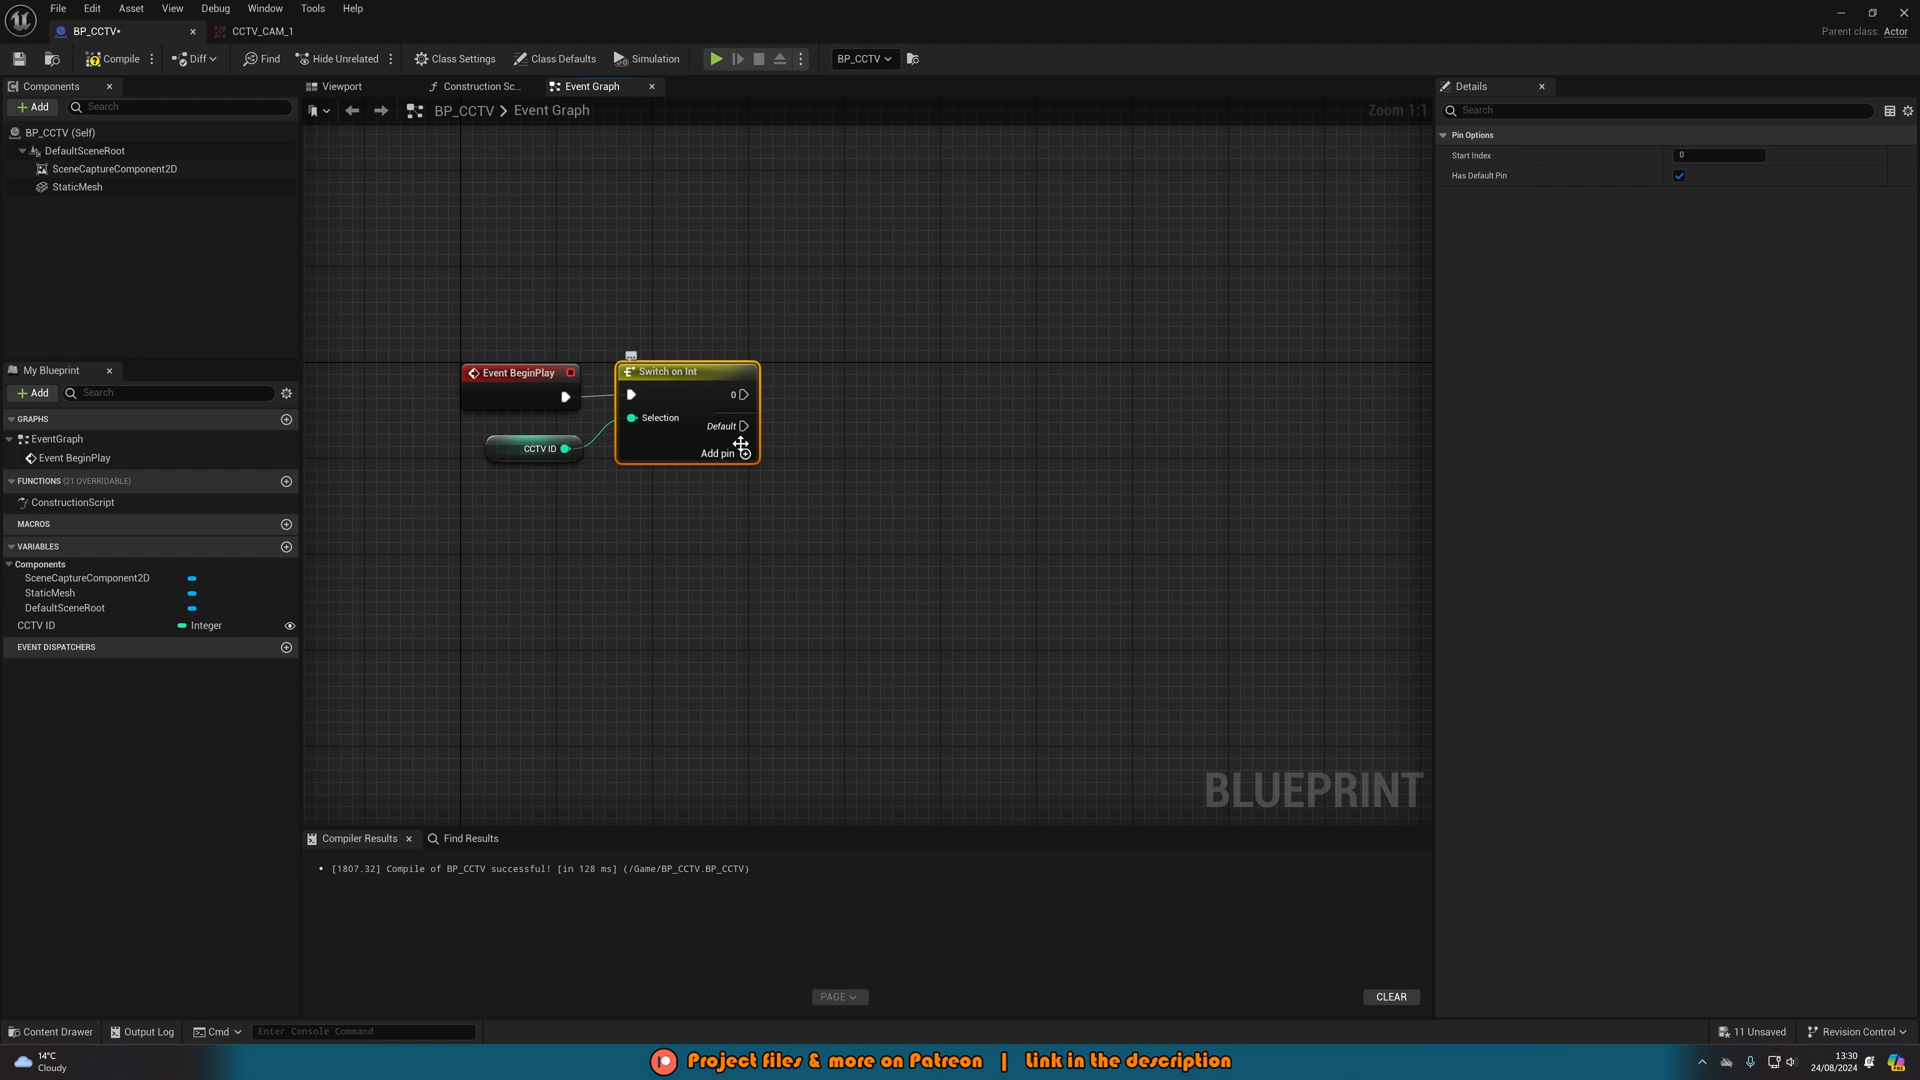 File Edit Asset View Debug Window Tools Help
BP_CCTV* CCTV_CAM_1
Parent class: Actor
Compile Diff Find Hide Unrelated Class Settings Class Defaults Simulation BP_CCTV
Components
Add Search
BP_CCTV (Self)
DefaultSceneRoot
SceneCaptureComponent2D
StaticMesh
My Blueprint
Add Search
GRAPHS
EventGraph
Event BeginPlay
FUNCTIONS (21 OVERRIDABLE)
ConstructionScript
MACROS
VARIABLES
Components
SceneCaptureComponent2D
StaticMesh
DefaultSceneRoot
CCTV ID Integer
EVENT DISPATCHERS
Viewport Construction Sc... Event Graph
BP_CCTV > Event Graph Zoom 1:1
Event BeginPlay
CCTV ID
Switch on Int
0
Selection
Default
Add pin
BLUEPRINT
Compiler Results Find Results
• [1807.32] Compile of BP_CCTV successful! [in 128 ms] (/Game/BP_CCTV.BP_CCTV)
PAGE CLEAR
Details
Search
Pin Options
Start Index 0
Has Default Pin
Content Drawer Output Log Cmd Enter Console Command 11 Unsaved Revision Control
14°C
Cloudy
Project files & more on Patreon | Link in the description
13:30
24/08/2024